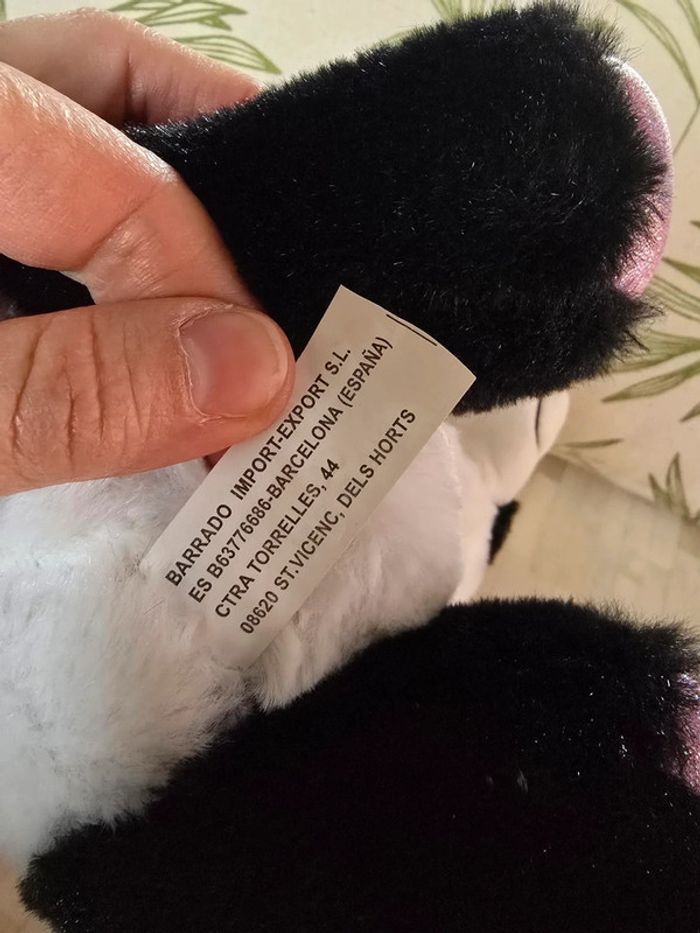 BARRADO IMPORT-EXPORT S.L.
ES B63776686-BARCELONA (ESPAÑA)
CTRA TORRELLES, 44
08620 ST.VICENC, DELS HORTS